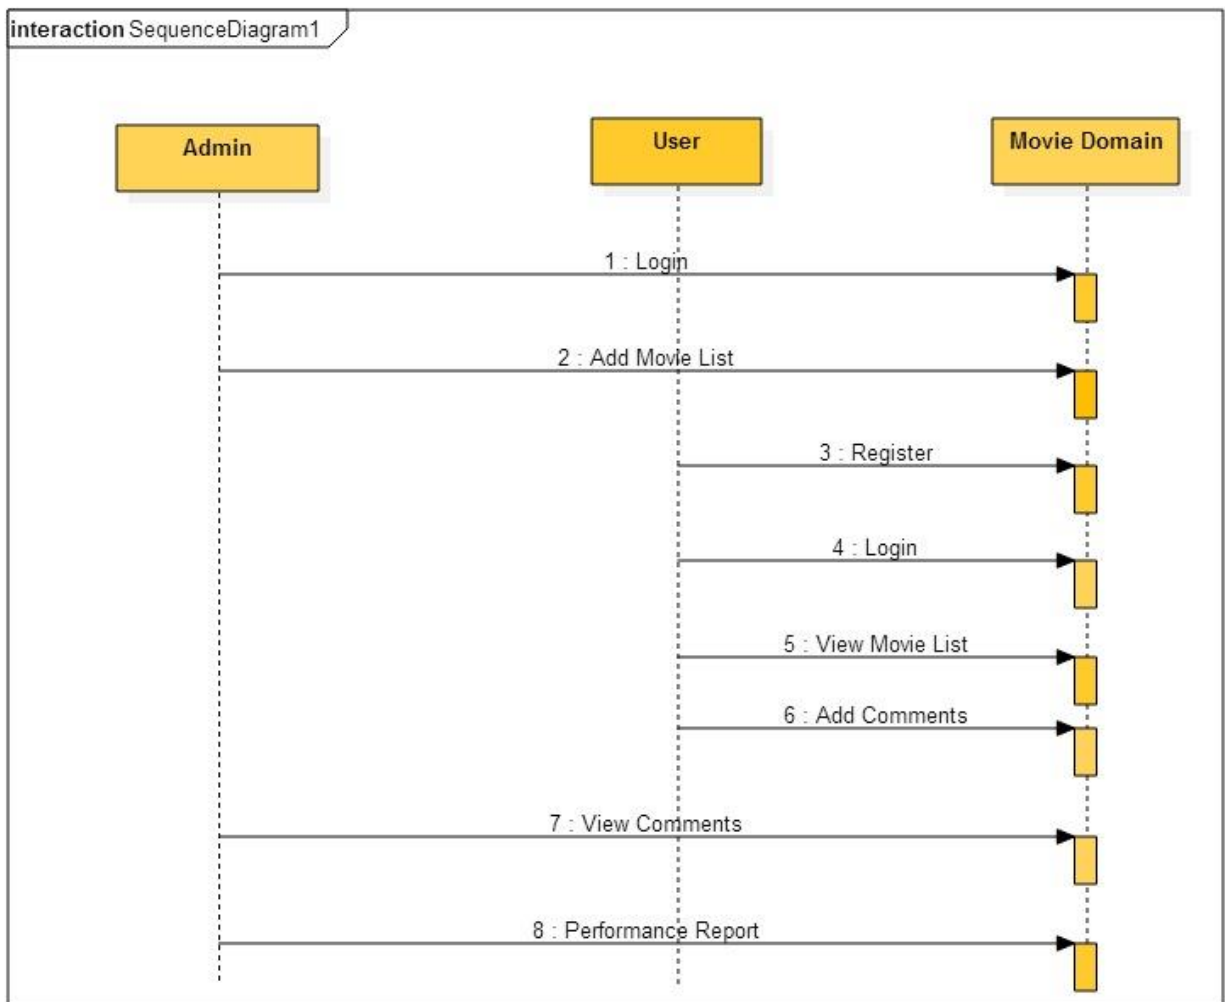 interaction SequenceDiagram1
Admin
User
Movie Domain
1 : Login
2 : Add Movie List
3 : Register
4 : Login
5 : View Movie List
6 : Add Comments
7 : View Comments
8 : Performance Report